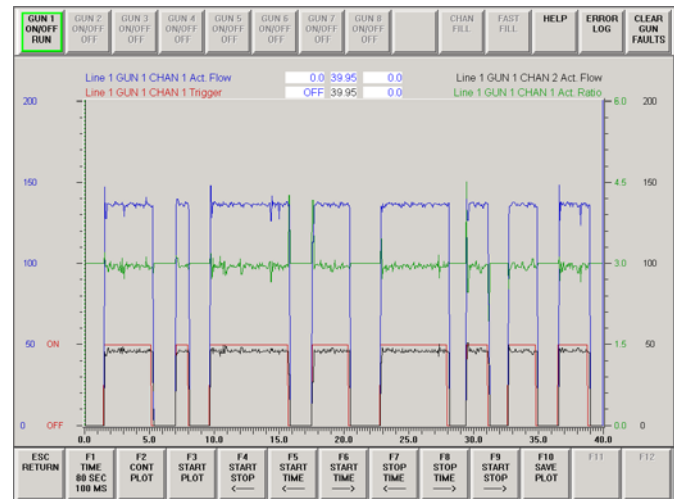 GUN 1 ON/OFF RUN
GUN 2 ON/OFF OFF
GUN 3 ON/OFF OFF
GUN 4 ON/OFF OFF
GUN 5 ON/OFF OFF
GUN 6 ON/OFF OFF
GUN 7 ON/OFF OFF
GUN 8 ON/OFF OFF
CHAN FILL
FAST FILL
HELP
ERROR LOG
CLEAR GUN FAULTS
Line 1 GUN 1 CHAN 1 Act. Flow 0.0 39.95 0.0 Line 1 GUN 1 CHAN 2 Act. Flow
Line 1 GUN 1 CHAN 1 Trigger OFF 39.95 0.0 Line 1 GUN 1 CHAN 1 Act. Ratio
200 6.0 200
150 4.5 150
100 3.0 100
50 ON 1.5 50
0 OFF 0.0 0
0.0 5.0 10.0 15.0 20.0 25.0 30.0 35.0 40.0
ESC RETURN
F1 TIME 80 SEC 100 MS
F2 CONT PLOT
F3 START PLOT
F4 START STOP <----
F5 START TIME <----
F6 START TIME ---->
F7 STOP TIME <----
F8 STOP TIME ---->
F9 START STOP ---->
F10 SAVE PLOT
F11
F12